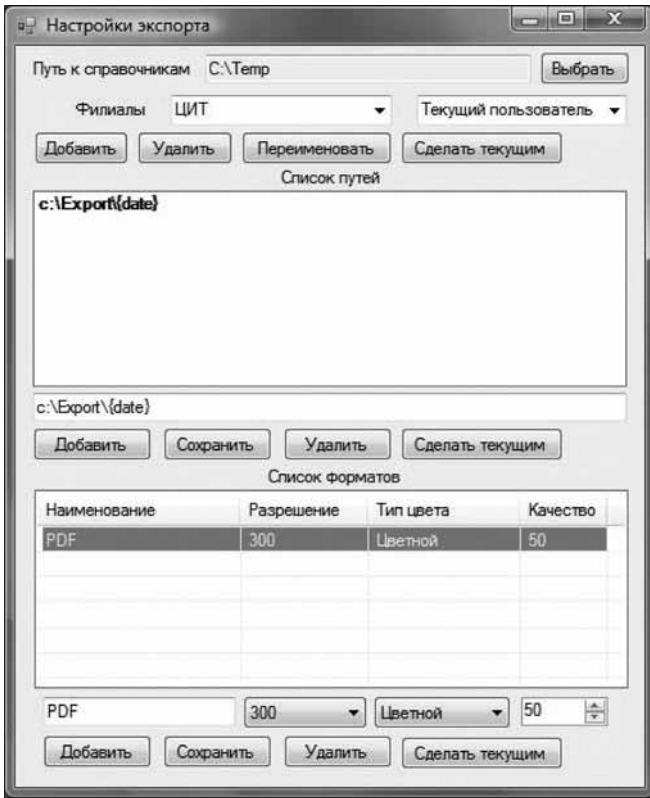 Настройки экспорта
Путь к справочникам C:\Temp Выбрать
Филиалы ЦИТ Текущий пользователь
Добавить Удалить Переименовать Сделать текущим
Список путей
c:\Export\{date}
c:\Export\{date}
Добавить Сохранить Удалить Сделать текущим
Список форматов
Наименование Разрешение Тип цвета Качество
PDF 300 Цветной 50
PDF 300 Цветной 50
Добавить Сохранить Удалить Сделать текущим